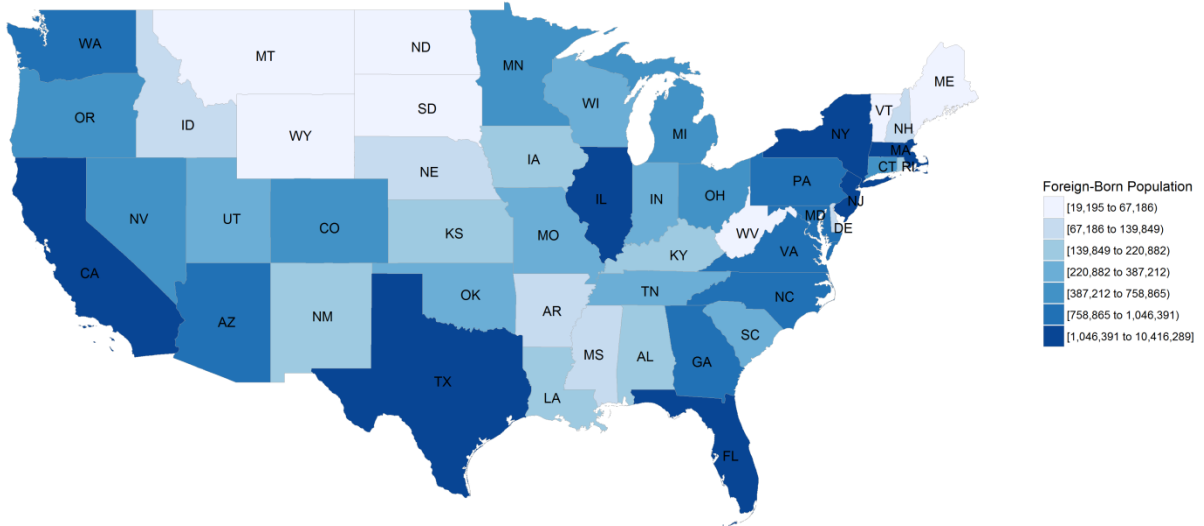 WA
MT
ND
MN
ME
OR
ID
SD
WI
VT
NH
WY
MI
NY
MA
IA
CT
RI
NE
PA
NV
UT
CO
IL
IN
OH
NJ
MD
DE
KS
MO
WV
VA
KY
CA
AZ
NM
OK
AR
TN
NC
SC
MS
AL
GA
TX
LA
FL
Foreign-Born Population
[19,195 to 67,186)
[67,186 to 139,849)
[139,849 to 220,882)
[220,882 to 387,212)
[387,212 to 758,865)
[758,865 to 1,046,391)
[1,046,391 to 10,416,289]